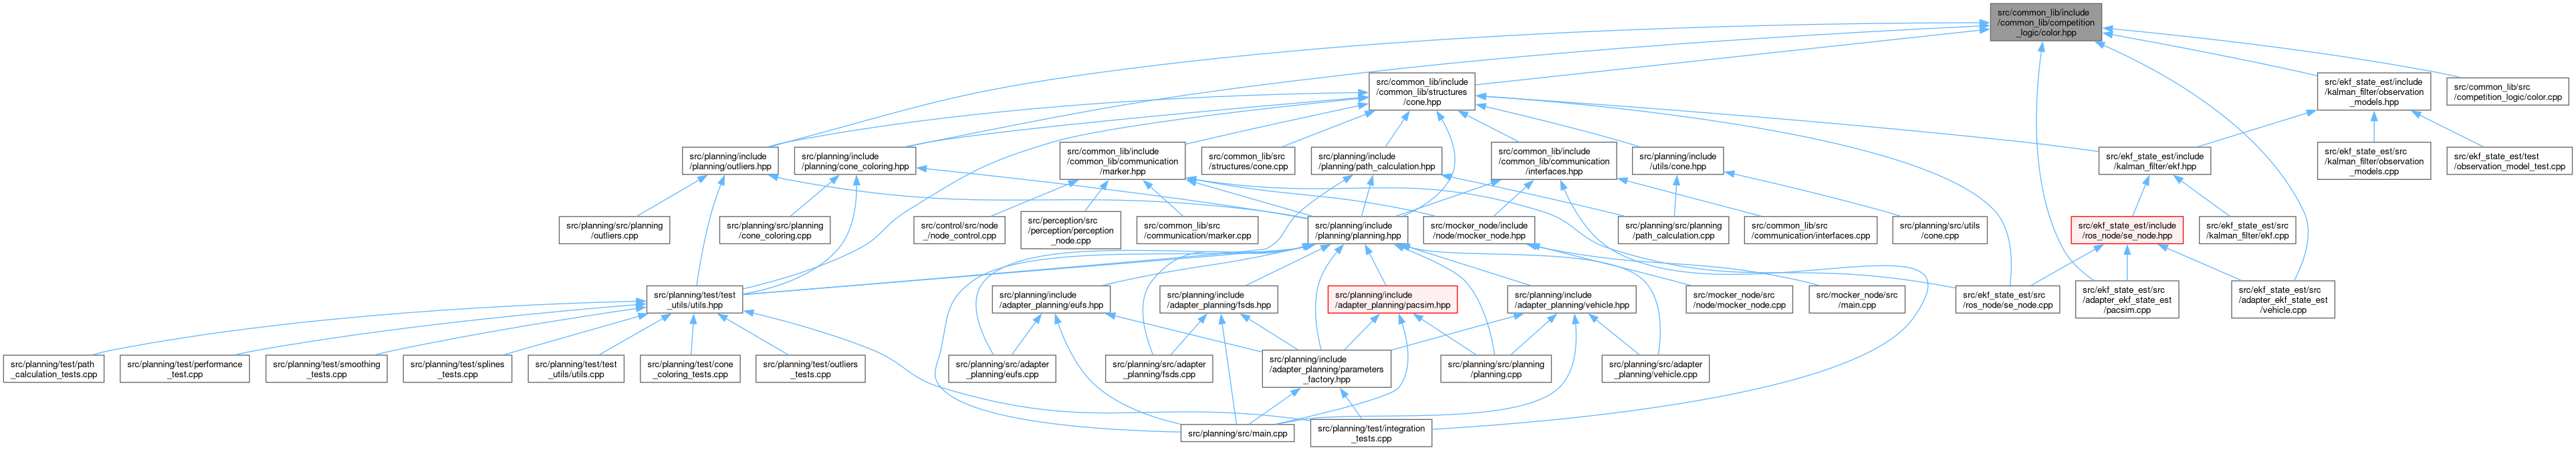 src/common_lib/include
/common_lib/competition
_logic/color.hpp
src/common_lib/include
/common_lib/structures
/cone.hpp
src/ekf_state_est/include
/kalman_filter/observation
_models.hpp
src/common_lib/src
/competition_logic/color.cpp
src/planning/include
/planning/outliers.hpp
src/planning/include
/planning/cone_coloring.hpp
src/common_lib/include
/common_lib/communication
/marker.hpp
src/common_lib/src
/structures/cone.cpp
src/planning/include
/planning/path_calculation.hpp
src/common_lib/include
/common_lib/communication
/interfaces.hpp
src/planning/include
/utils/cone.hpp
src/ekf_state_est/include
/kalman_filter/ekf.hpp
src/ekf_state_est/src
/kalman_filter/observation
_models.cpp
src/ekf_state_est/test
/observation_model_test.cpp
src/planning/src/planning
/outliers.cpp
src/planning/src/planning
/cone_coloring.cpp
src/control/src/node
_/node_control.cpp
src/perception/src
/perception/perception
_node.cpp
src/common_lib/src
/communication/marker.cpp
src/planning/include
/planning/planning.hpp
src/mocker_node/include
/node/mocker_node.hpp
src/planning/src/planning
/path_calculation.cpp
src/common_lib/src
/communication/interfaces.cpp
src/planning/src/utils
/cone.cpp
src/ekf_state_est/include
/ros_node/se_node.hpp
src/ekf_state_est/src
/kalman_filter/ekf.cpp
src/planning/test/test
_utils/utils.hpp
src/planning/include
/adapter_planning/eufs.hpp
src/planning/include
/adapter_planning/fsds.hpp
src/planning/include
/adapter_planning/pacsim.hpp
src/planning/include
/adapter_planning/vehicle.hpp
src/mocker_node/src
/node/mocker_node.cpp
src/mocker_node/src
/main.cpp
src/ekf_state_est/src
/ros_node/se_node.cpp
src/ekf_state_est/src
/adapter_ekf_state_est
/pacsim.cpp
src/ekf_state_est/src
/adapter_ekf_state_est
/vehicle.cpp
src/planning/test/path
_calculation_tests.cpp
src/planning/test/performance
_test.cpp
src/planning/test/smoothing
_tests.cpp
src/planning/test/splines
_tests.cpp
src/planning/test/test
_utils/utils.cpp
src/planning/test/cone
_coloring_tests.cpp
src/planning/test/outliers
_tests.cpp
src/planning/src/adapter
_planning/eufs.cpp
src/planning/src/adapter
_planning/fsds.cpp
src/planning/include
/adapter_planning/parameters
_factory.hpp
src/planning/src/planning
/planning.cpp
src/planning/src/adapter
_planning/vehicle.cpp
src/planning/src/main.cpp
src/planning/test/integration
_tests.cpp